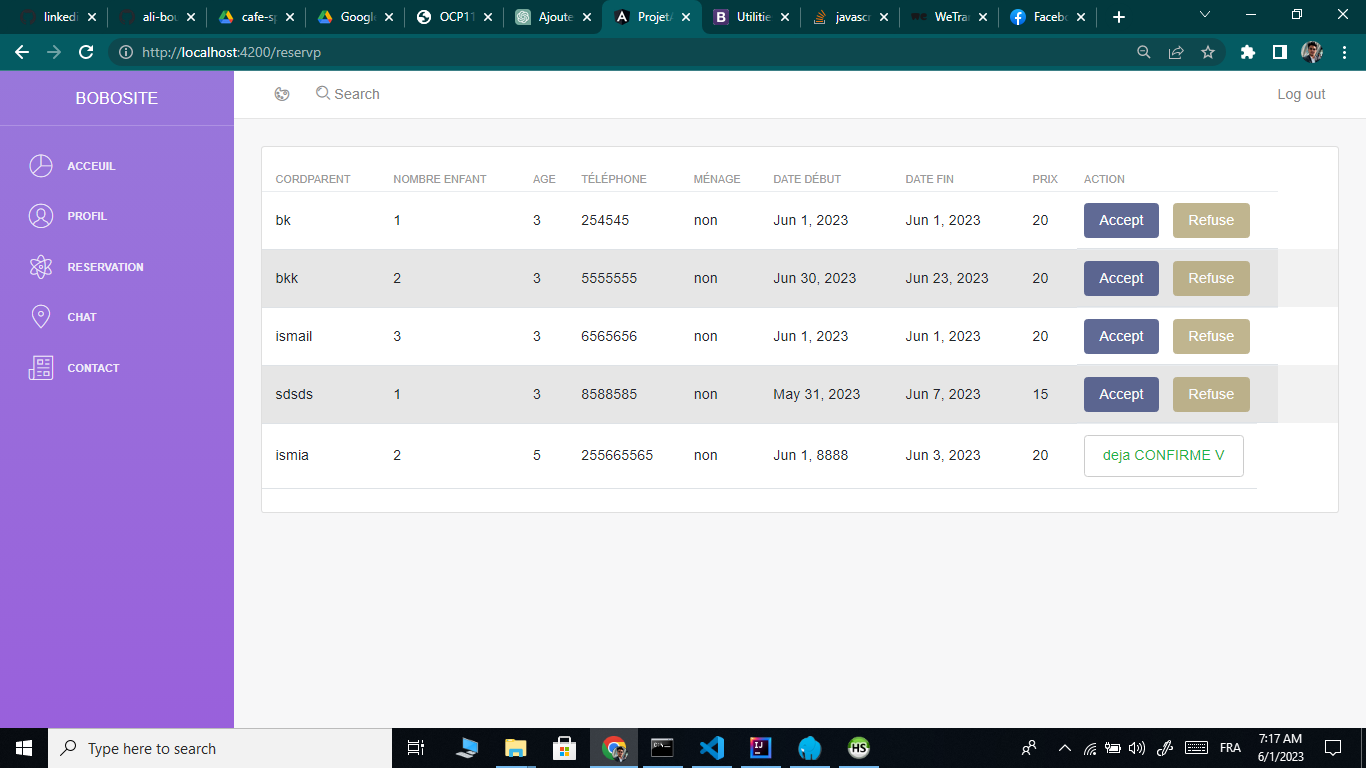 linkedi ali-bou cafe-sp Google OCP11 Ajoute ProjetA Utilitie javascr WeTra Facebo
http://localhost:4200/reservp
BOBOSITE
Search
Log out
ACCEUIL
PROFIL
RESERVATION
CHAT
CONTACT
CORDPARENT NOMBRE ENFANT AGE TÉLÉPHONE MÉNAGE DATE DÉBUT DATE FIN PRIX ACTION
bk 1 3 254545 non Jun 1, 2023 Jun 1, 2023 20 Accept Refuse
bkk 2 3 5555555 non Jun 30, 2023 Jun 23, 2023 20 Accept Refuse
ismail 3 3 6565656 non Jun 1, 2023 Jun 1, 2023 20 Accept Refuse
sdsds 1 3 8588585 non May 31, 2023 Jun 7, 2023 15 Accept Refuse
ismia 2 5 255665565 non Jun 1, 8888 Jun 3, 2023 20 deja CONFIRME V
Type here to search
FRA
7:17 AM
6/1/2023